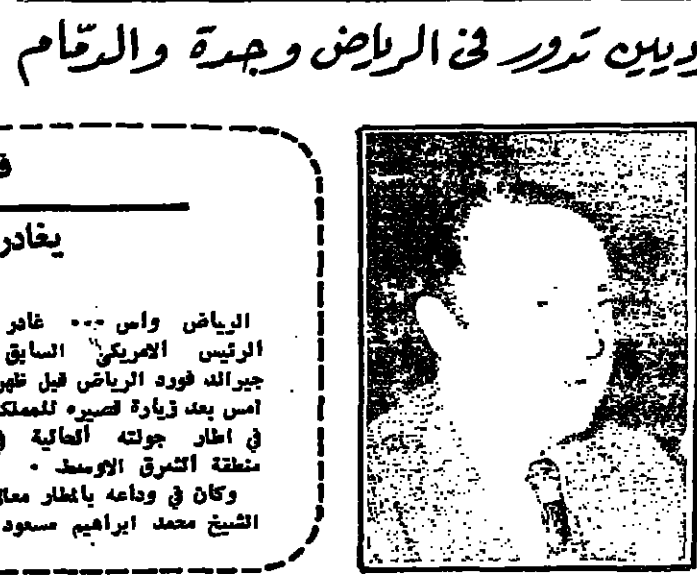 تدور في الرياض وجدة والدمام
يغادر
الرياض واس ... غادر
الرئيس الامريكي السابق
جيرالد فورد الرياض قبل ظهر
امس بعد زيارة قصيره للمملكة
في اطار جولته الحالية في
منطقة الشرق الاوسط .
وكان في وداعه بالمطار معالي
الشيخ محمد ابراهيم مسعود